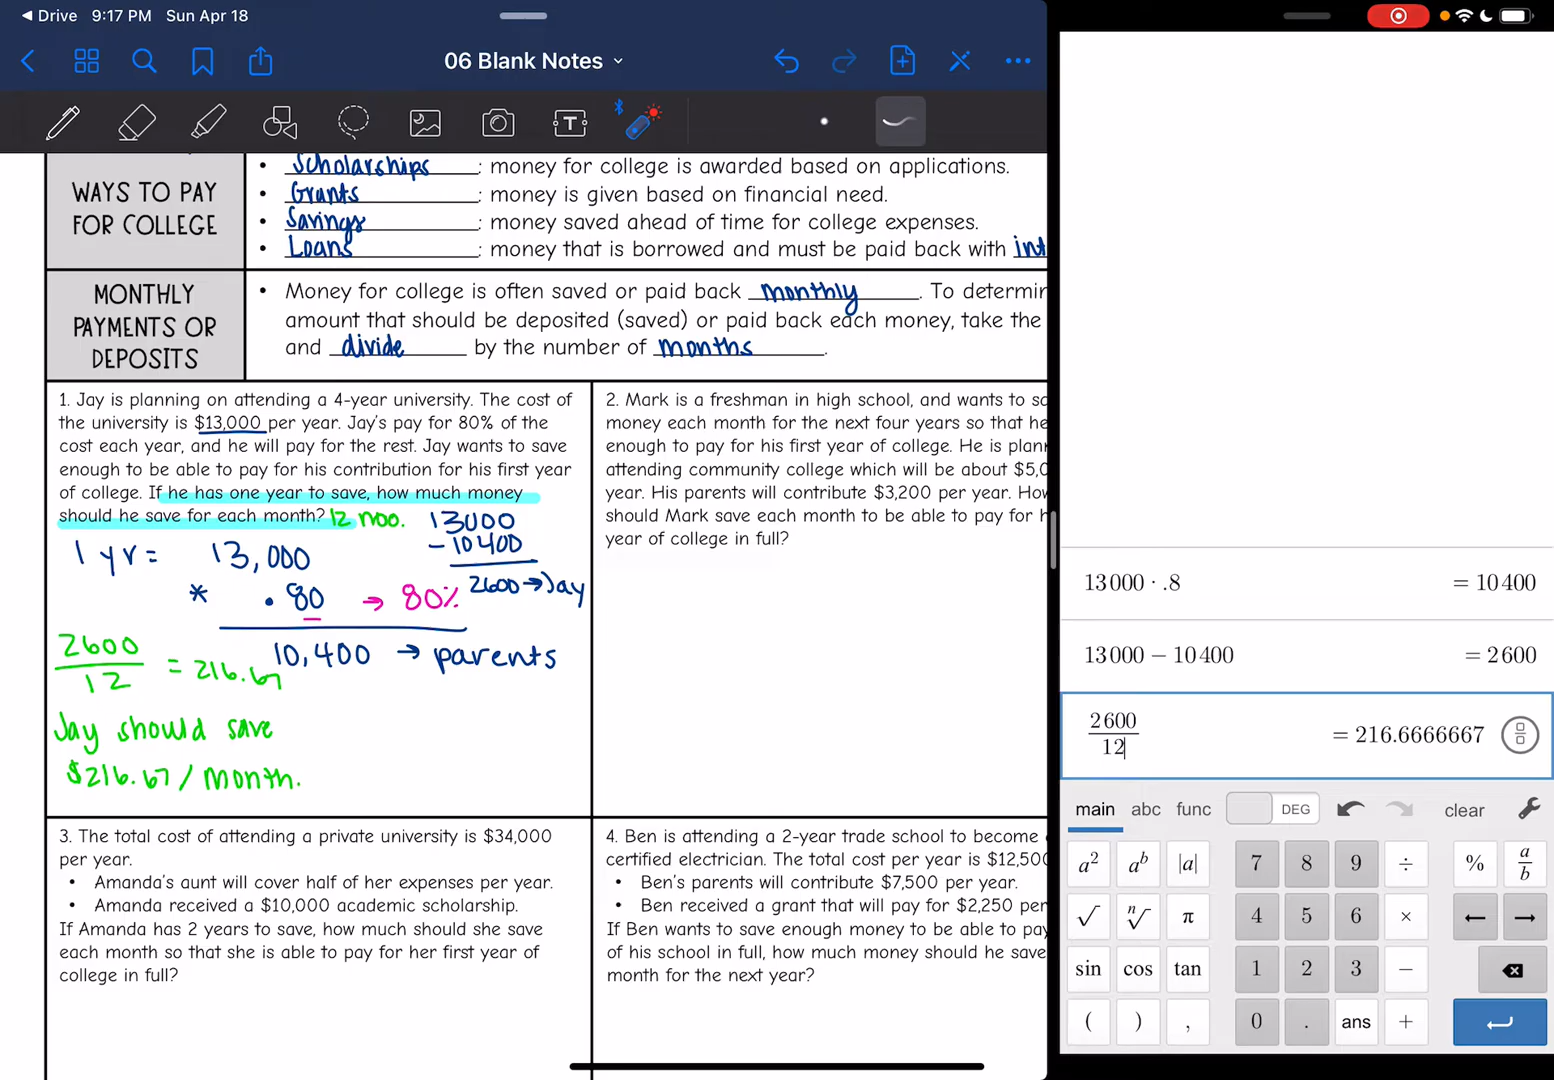 Drive 9:17 PM Sun Apr 18
06 Blank Notes
T
WAYS TO PAY
FOR COLLEGE
• Scholarships: money for college is awarded based on applications.
• Grants: money is given based on financial need.
• Savings: money saved ahead of time for college expenses.
• Loans: money that is borrowed and must be paid back with int
MONTHLY
PAYMENTS OR
DEPOSITS
• Money for college is often saved or paid back monthly. To determin
amount that should be deposited (saved) or paid back each money, take the
and divide by the number of months.
1. Jay is planning on attending a 4-year university. The cost of
the university is $13,000 per year. Jay's pay for 80% of the
cost each year, and he will pay for the rest. Jay wants to save
enough to be able to pay for his contribution for his first year
of college. If he has one year to save, how much money
should he save for each month? 12 moo.
13000
- 10400
2600 → Jay
1 yr = 13,000
* .80 → 80%
10,400 → parents
2600
12
= 216.67
Jay should save
$216.67 / month.
2. Mark is a freshman in high school, and wants to sa
money each month for the next four years so that he
enough to pay for his first year of college. He is plann
attending community college which will be about $5,0
year. His parents will contribute $3,200 per year. How
should Mark save each month to be able to pay for h
year of college in full?
3. The total cost of attending a private university is $34,000
per year.
• Amanda's aunt will cover half of her expenses per year.
• Amanda received a $10,000 academic scholarship.
If Amanda has 2 years to save, how much should she save
each month so that she is able to pay for her first year of
college in full?
4. Ben is attending a 2-year trade school to become
certified electrician. The total cost per year is $12,500
• Ben's parents will contribute $7,500 per year.
• Ben received a grant that will pay for $2,250 per
If Ben wants to save enough money to be able to pay
of his school in full, how much money should he save
month for the next year?
13000 · .8 = 10400
13000 − 10400 = 2600
2600
12
= 216.6666667
main abc func DEG clear
a² aᵇ |a| 7 8 9 ÷ % a/b
√ ⁿ√ π 4 5 6 × ← →
sin cos tan 1 2 3 −
( ) , 0 . ans +